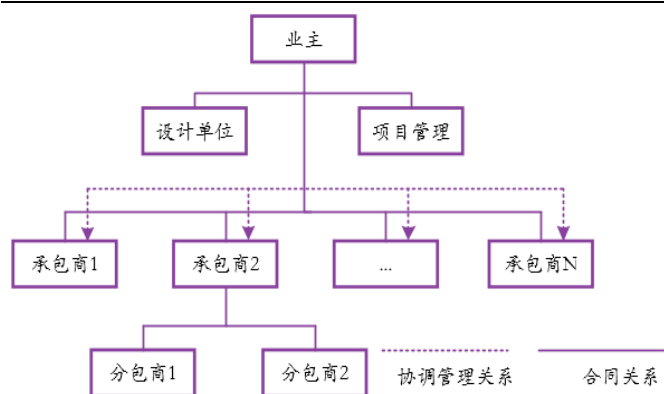 业主
设计单位
项目管理
承包商1
承包商2
...
承包商N
分包商1
分包商2
协调管理关系
合同关系